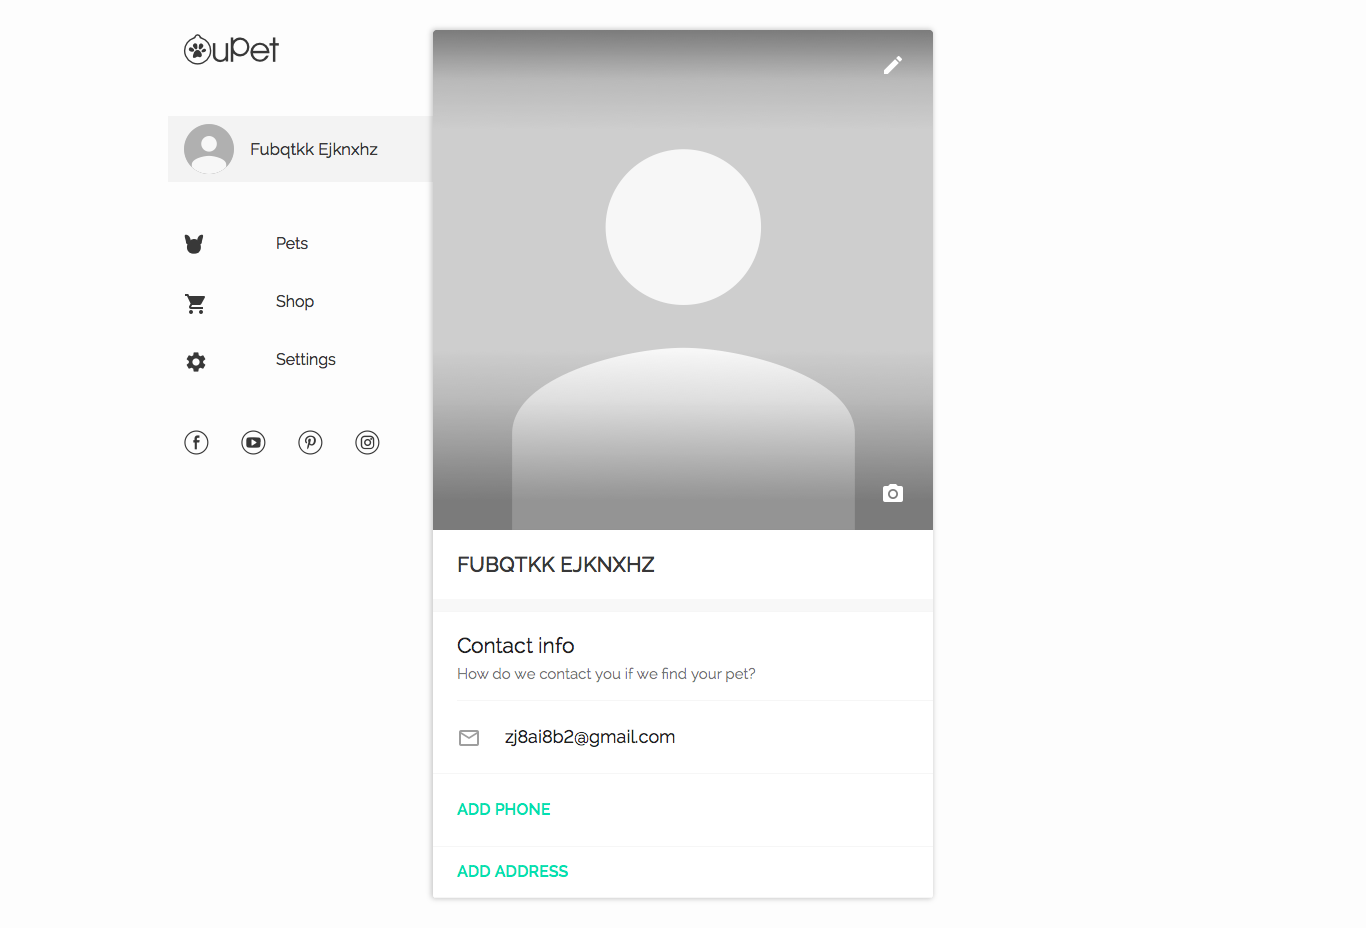 ouPet
Fubqtkk Ejknxhz
Pets
Shop
Settings
FUBQTKK EJKNXHZ
Contact info
How do we contact you if we find your pet?
zj8ai8b2@gmail.com
ADD PHONE
ADD ADDRESS